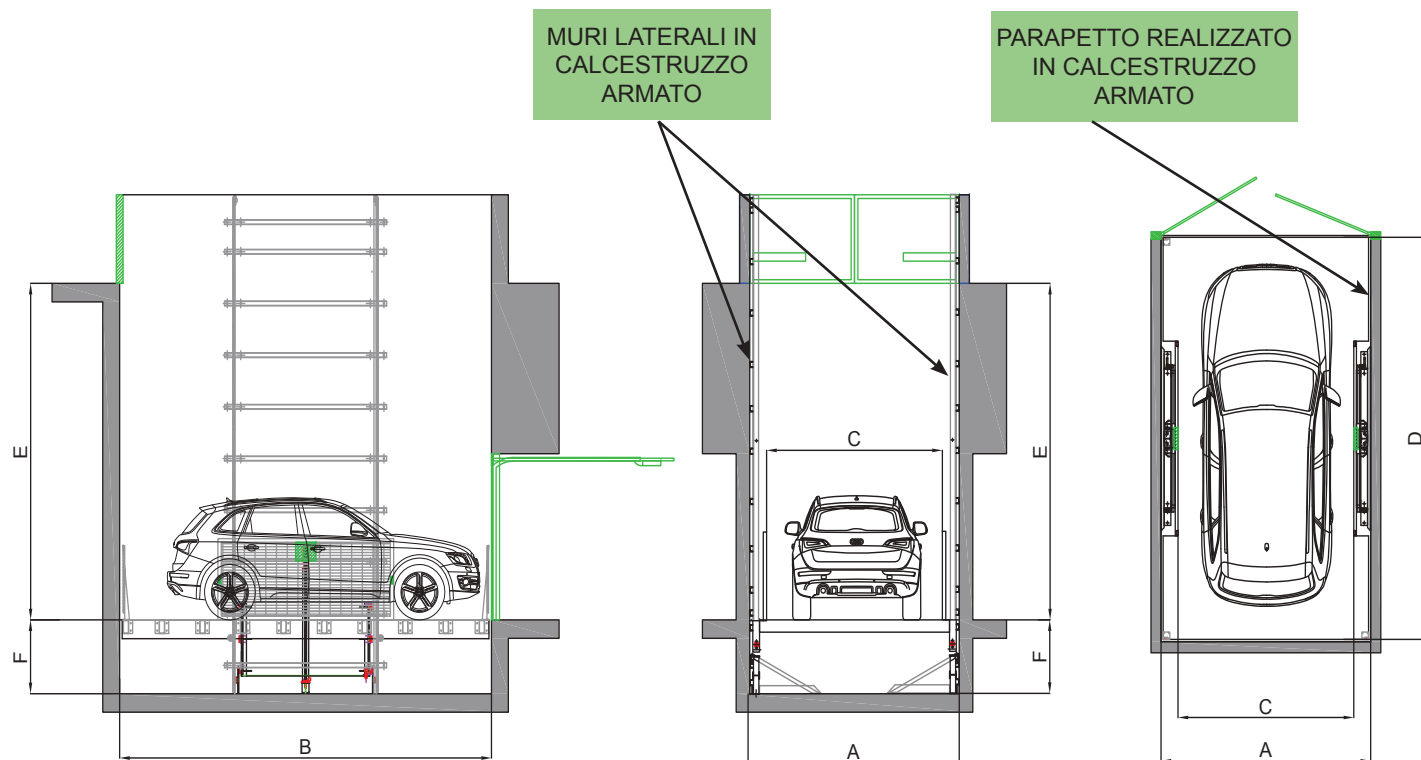 MURI LATERALI IN
CALCESTRUZZO
ARMATO
PARAPETTO REALIZZATO
IN CALCESTRUZZO
ARMATO
E
F
B
C
E
F
A
D
C
A